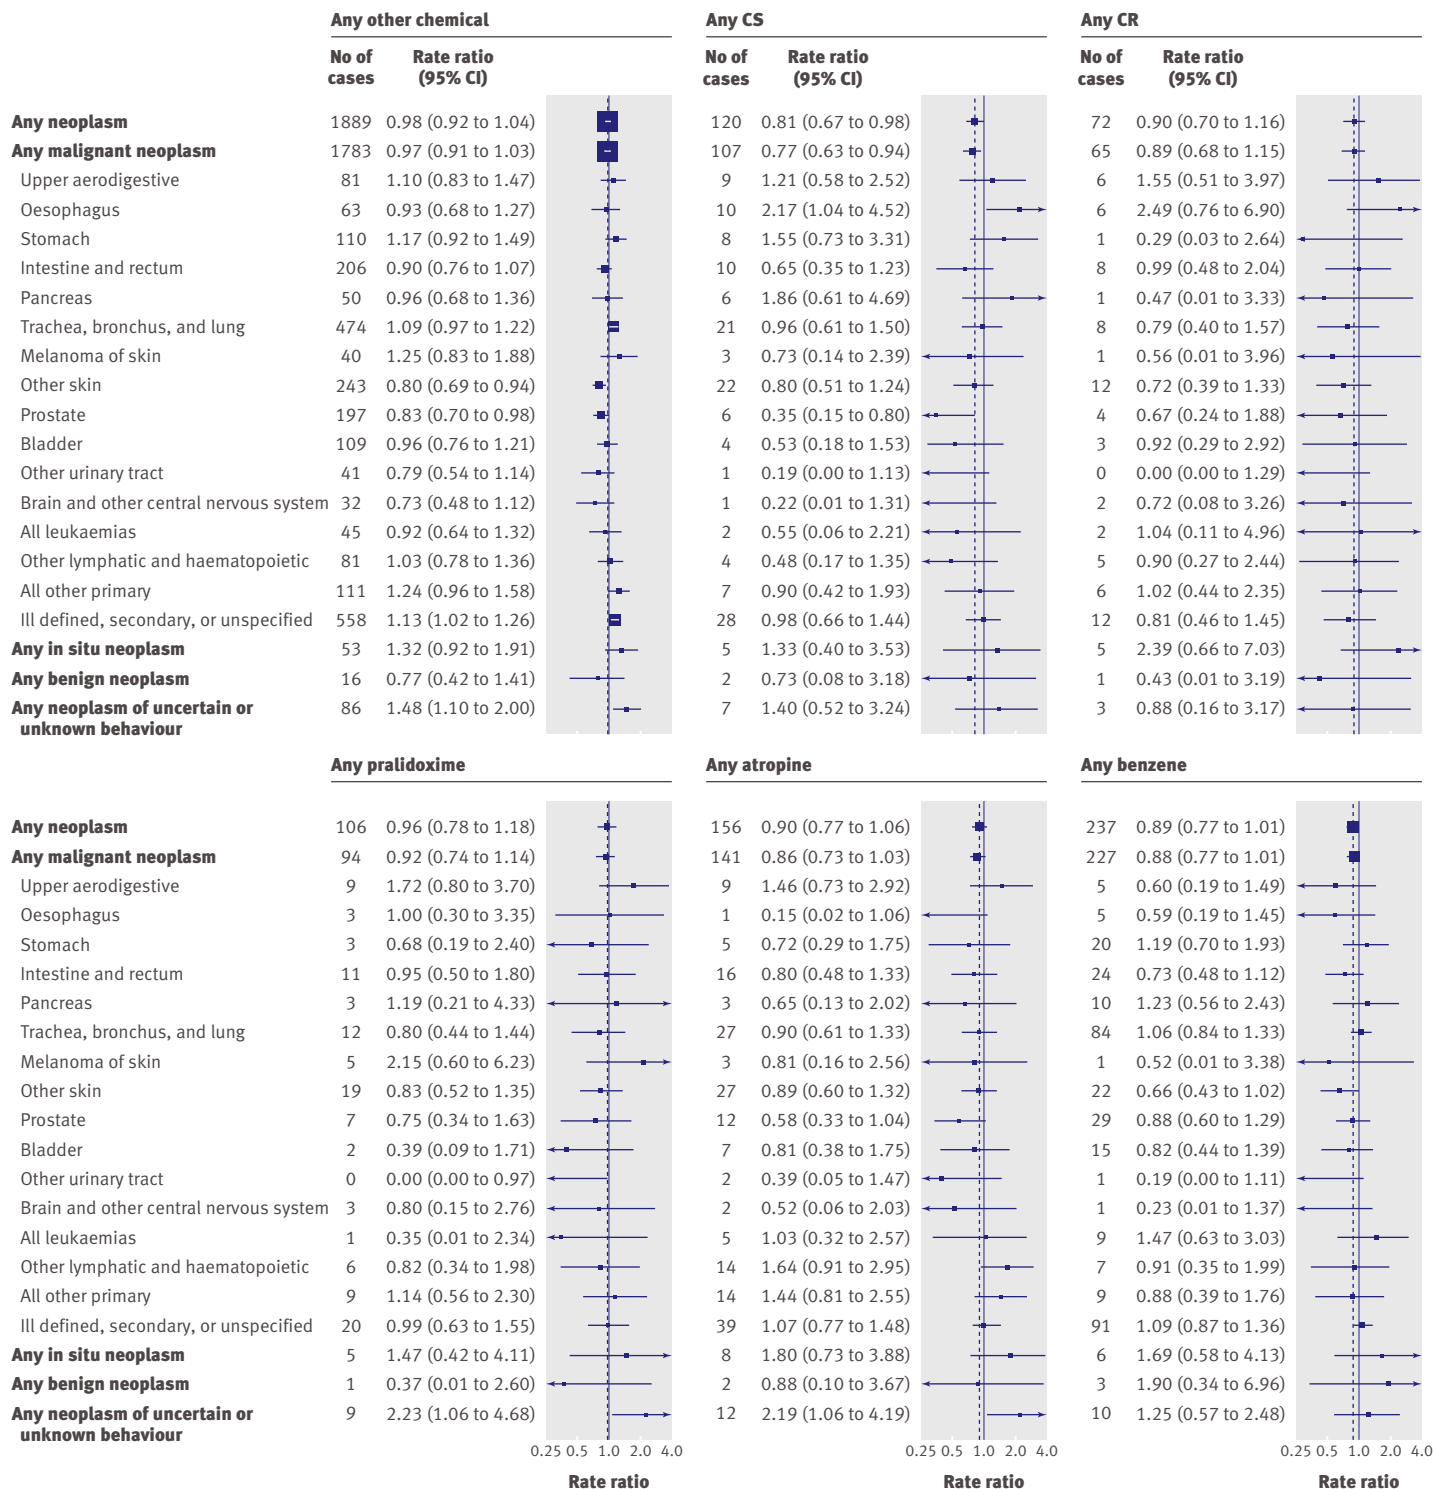 Any other chemical Any CS Any CR
No of Rate ratio No of Rate ratio No of Rate ratio
cases (95% CI) cases (95% CI) cases (95% CI)
Any neoplasm 1889 0.98 (0.92 to 1.04) 120 0.81 (0.67 to 0.98) 72 0.90 (0.70 to 1.16)
Any malignant neoplasm 1783 0.97 (0.91 to 1.03) 107 0.77 (0.63 to 0.94) 65 0.89 (0.68 to 1.15)
Upper aerodigestive 81 1.10 (0.83 to 1.47) 9 1.21 (0.58 to 2.52) 6 1.55 (0.51 to 3.97)
Oesophagus 63 0.93 (0.68 to 1.27) 10 2.17 (1.04 to 4.52) 6 2.49 (0.76 to 6.90)
Stomach 110 1.17 (0.92 to 1.49) 8 1.55 (0.73 to 3.31) 1 0.29 (0.03 to 2.64)
Intestine and rectum 206 0.90 (0.76 to 1.07) 10 0.65 (0.35 to 1.23) 8 0.99 (0.48 to 2.04)
Pancreas 50 0.96 (0.68 to 1.36) 6 1.86 (0.61 to 4.69) 1 0.47 (0.01 to 3.33)
Trachea, bronchus, and lung 474 1.09 (0.97 to 1.22) 21 0.96 (0.61 to 1.50) 8 0.79 (0.40 to 1.57)
Melanoma of skin 40 1.25 (0.83 to 1.88) 3 0.73 (0.14 to 2.39) 1 0.56 (0.01 to 3.96)
Other skin 243 0.80 (0.69 to 0.94) 22 0.80 (0.51 to 1.24) 12 0.72 (0.39 to 1.33)
Prostate 197 0.83 (0.70 to 0.98) 6 0.35 (0.15 to 0.80) 4 0.67 (0.24 to 1.88)
Bladder 109 0.96 (0.76 to 1.21) 4 0.53 (0.18 to 1.53) 3 0.92 (0.29 to 2.92)
Other urinary tract 41 0.79 (0.54 to 1.14) 1 0.19 (0.00 to 1.13) 0 0.00 (0.00 to 1.29)
Brain and other central nervous system 32 0.73 (0.48 to 1.12) 1 0.22 (0.01 to 1.31) 2 0.72 (0.08 to 3.26)
All leukaemias 45 0.92 (0.64 to 1.32) 2 0.55 (0.06 to 2.21) 2 1.04 (0.11 to 4.96)
Other lymphatic and haematopoietic 81 1.03 (0.78 to 1.36) 4 0.48 (0.17 to 1.35) 5 0.90 (0.27 to 2.44)
All other primary 111 1.24 (0.96 to 1.58) 7 0.90 (0.42 to 1.93) 6 1.02 (0.44 to 2.35)
Ill defined, secondary, or unspecified 558 1.13 (1.02 to 1.26) 28 0.98 (0.66 to 1.44) 12 0.81 (0.46 to 1.45)
Any in situ neoplasm 53 1.32 (0.92 to 1.91) 5 1.33 (0.40 to 3.53) 5 2.39 (0.66 to 7.03)
Any benign neoplasm 16 0.77 (0.42 to 1.41) 2 0.73 (0.08 to 3.18) 1 0.43 (0.01 to 3.19)
Any neoplasm of uncertain or 86 1.48 (1.10 to 2.00) 7 1.40 (0.52 to 3.24) 3 0.88 (0.16 to 3.17)
unknown behaviour
Any pralidoxime Any atropine Any benzene
Any neoplasm 106 0.96 (0.78 to 1.18) 156 0.90 (0.77 to 1.06) 237 0.89 (0.77 to 1.01)
Any malignant neoplasm 94 0.92 (0.74 to 1.14) 141 0.86 (0.73 to 1.03) 227 0.88 (0.77 to 1.01)
Upper aerodigestive 9 1.72 (0.80 to 3.70) 9 1.46 (0.73 to 2.92) 5 0.60 (0.19 to 1.49)
Oesophagus 3 1.00 (0.30 to 3.35) 1 0.15 (0.02 to 1.06) 5 0.59 (0.19 to 1.45)
Stomach 3 0.68 (0.19 to 2.40) 5 0.72 (0.29 to 1.75) 20 1.19 (0.70 to 1.93)
Intestine and rectum 11 0.95 (0.50 to 1.80) 16 0.80 (0.48 to 1.33) 24 0.73 (0.48 to 1.12)
Pancreas 3 1.19 (0.21 to 4.33) 3 0.65 (0.13 to 2.02) 10 1.23 (0.56 to 2.43)
Trachea, bronchus, and lung 12 0.80 (0.44 to 1.44) 27 0.90 (0.61 to 1.33) 84 1.06 (0.84 to 1.33)
Melanoma of skin 5 2.15 (0.60 to 6.23) 3 0.81 (0.16 to 2.56) 1 0.52 (0.01 to 3.38)
Other skin 19 0.83 (0.52 to 1.35) 27 0.89 (0.60 to 1.32) 22 0.66 (0.43 to 1.02)
Prostate 7 0.75 (0.34 to 1.63) 12 0.58 (0.33 to 1.04) 29 0.88 (0.60 to 1.29)
Bladder 2 0.39 (0.09 to 1.71) 7 0.81 (0.38 to 1.75) 15 0.82 (0.44 to 1.39)
Other urinary tract 0 0.00 (0.00 to 0.97) 2 0.39 (0.05 to 1.47) 1 0.19 (0.00 to 1.11)
Brain and other central nervous system 3 0.80 (0.15 to 2.76) 2 0.52 (0.06 to 2.03) 1 0.23 (0.01 to 1.37)
All leukaemias 1 0.35 (0.01 to 2.34) 5 1.03 (0.32 to 2.57) 9 1.47 (0.63 to 3.03)
Other lymphatic and haematopoietic 6 0.82 (0.34 to 1.98) 14 1.64 (0.91 to 2.95) 7 0.91 (0.35 to 1.99)
All other primary 9 1.14 (0.56 to 2.30) 14 1.44 (0.81 to 2.55) 9 0.88 (0.39 to 1.76)
Ill defined, secondary, or unspecified 20 0.99 (0.63 to 1.55) 39 1.07 (0.77 to 1.48) 91 1.09 (0.87 to 1.36)
Any in situ neoplasm 5 1.47 (0.42 to 4.11) 8 1.80 (0.73 to 3.88) 6 1.69 (0.58 to 4.13)
Any benign neoplasm 1 0.37 (0.01 to 2.60) 2 0.88 (0.10 to 3.67) 3 1.90 (0.34 to 6.96)
Any neoplasm of uncertain or 9 2.23 (1.06 to 4.68) 12 2.19 (1.06 to 4.19) 10 1.25 (0.57 to 2.48)
unknown behaviour
0.25 0.5 1.0 2.0 4.0 0.25 0.5 1.0 2.0 4.0 0.25 0.5 1.0 2.0 4.0
Rate ratio Rate ratio Rate ratio